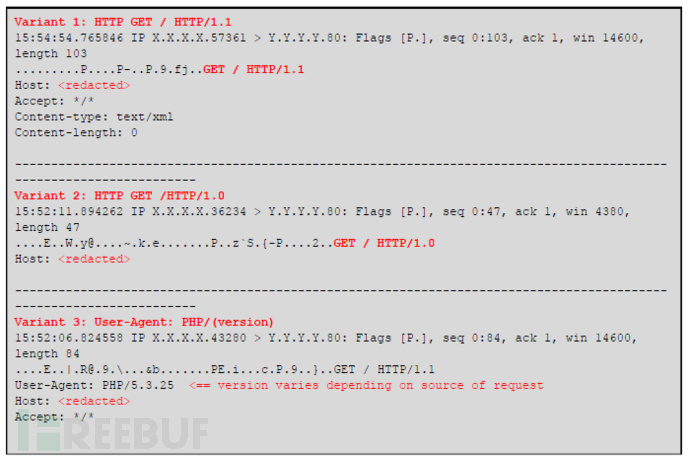 Variant 1: HTTP GET / HTTP/1.1
15:54:54.765846 IP X.X.X.X.57361 > Y.Y.Y.Y.80: Flags [P.], seq 0:103, ack 1, win 14600,
length 103
.........P....P-..P.9.fj..GET / HTTP/1.1
Host: <redacted>
Accept: */*
Content-type: text/xml
Content-length: 0
-----------------------------------------------------------------------------------------
-------------------------
Variant 2: HTTP GET /HTTP/1.0
15:52:11.894262 IP X.X.X.X.36234 > Y.Y.Y.Y.80: Flags [P.], seq 0:47, ack 1, win 4380,
length 47
....E..W.y@....~.k.e.......P..z`S.{-P....2..GET / HTTP/1.0
Host: <redacted>
-----------------------------------------------------------------------------------------
-------------------------
Variant 3: User-Agent: PHP/(version)
15:52:06.824558 IP X.X.X.X.43280 > Y.Y.Y.Y.80: Flags [P.], seq 0:84, ack 1, win 14600,
length 84
....E..|.R@.9.\...&b.......PE.i...c.P.9..}..GET / HTTP/1.1
User-Agent: PHP/5.3.25  <== version varies depending on source of request
Host: <redacted>
Accept: */*
FREEBUF